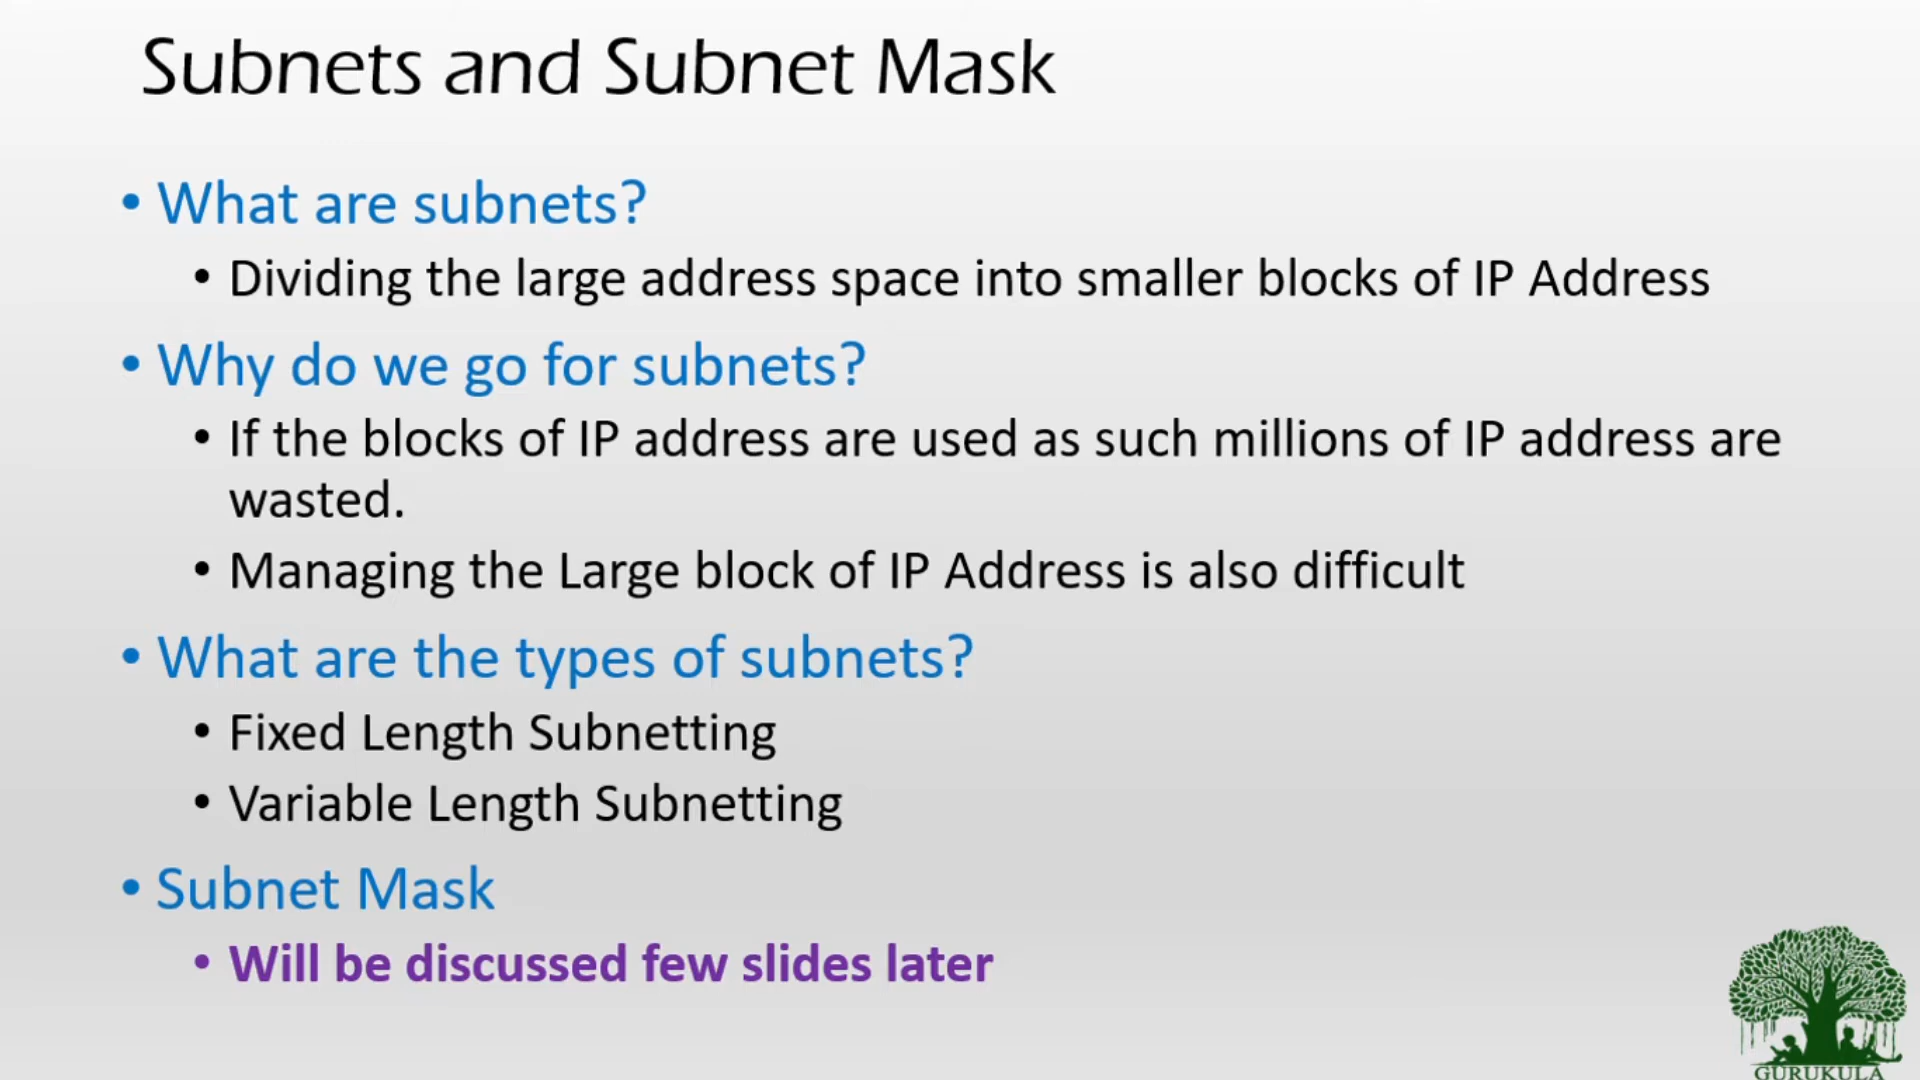 Subnets and Subnet Mask
• What are subnets?
• Dividing the large address space into smaller blocks of IP Address
• Why do we go for subnets?
• If the blocks of IP address are used as such millions of IP address are
wasted.
• Managing the Large block of IP Address is also difficult
• What are the types of subnets?
• Fixed Length Subnetting
• Variable Length Subnetting
• Subnet Mask
• Will be discussed few slides later
GURUKULA